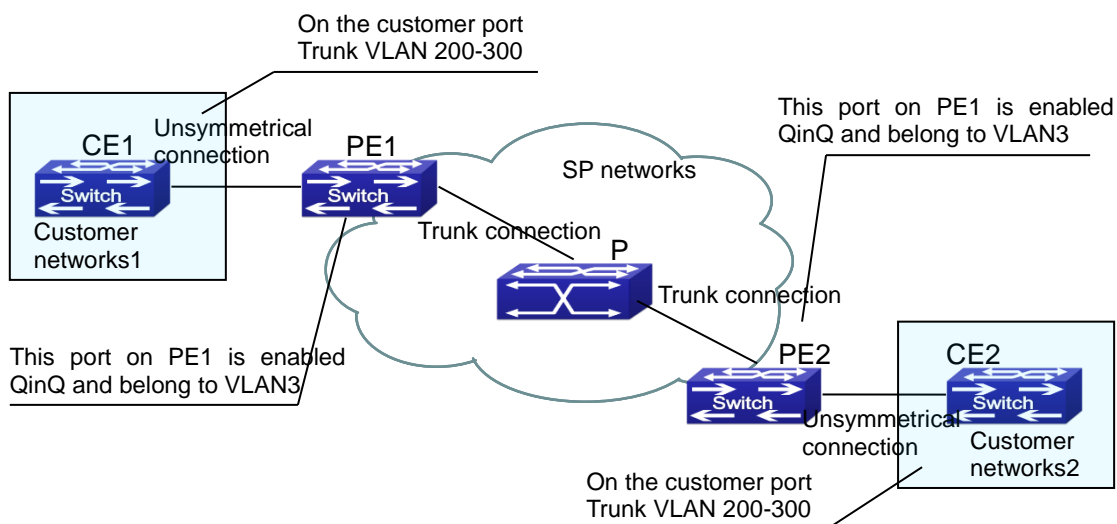 On the customer port
Trunk VLAN 200-300
This port on PE1 is enabled
QinQ and belong to VLAN3
Unsymmetrical
connection
CE1
PE1
SP networks
Switch
Switch
Customer
networks1
Trunk connection
P
Trunk connection
This port on PE1 is enabled
QinQ and belong to VLAN3
PE2
CE2
Switch
Switch
Unsymmetrical
connection
Customer
networks2
On the customer port
Trunk VLAN 200-300